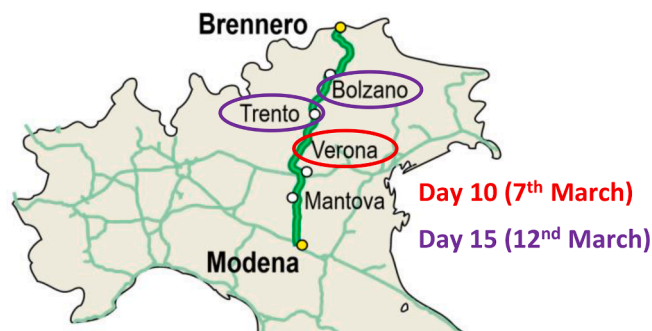 Brennero
Bolzano
Trento
Verona
Day 10 (7th March)
Mantova
Day 15 (12nd March)
Modena